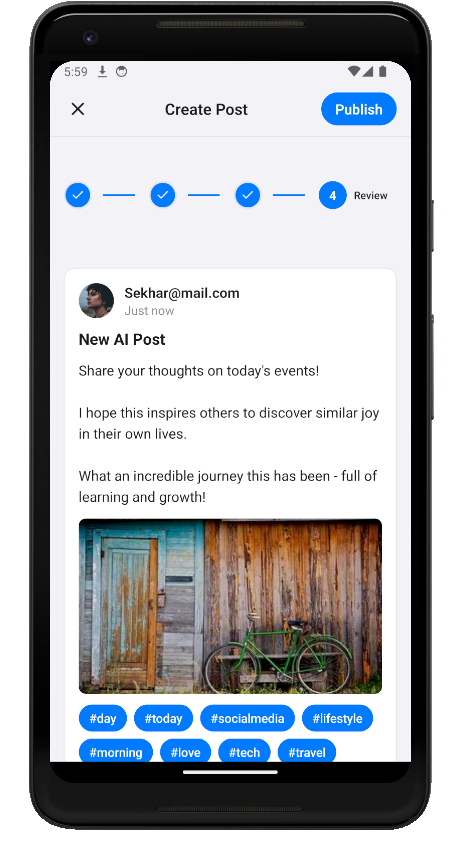 5:59
Create Post
Publish
4 Review
Sekhar@mail.com
Just now
New AI Post
Share your thoughts on today's events!
I hope this inspires others to discover similar joy
in their own lives.
What an incredible journey this has been - full of
learning and growth!
#day #today #socialmedia #lifestyle
#morning #love #tech #travel